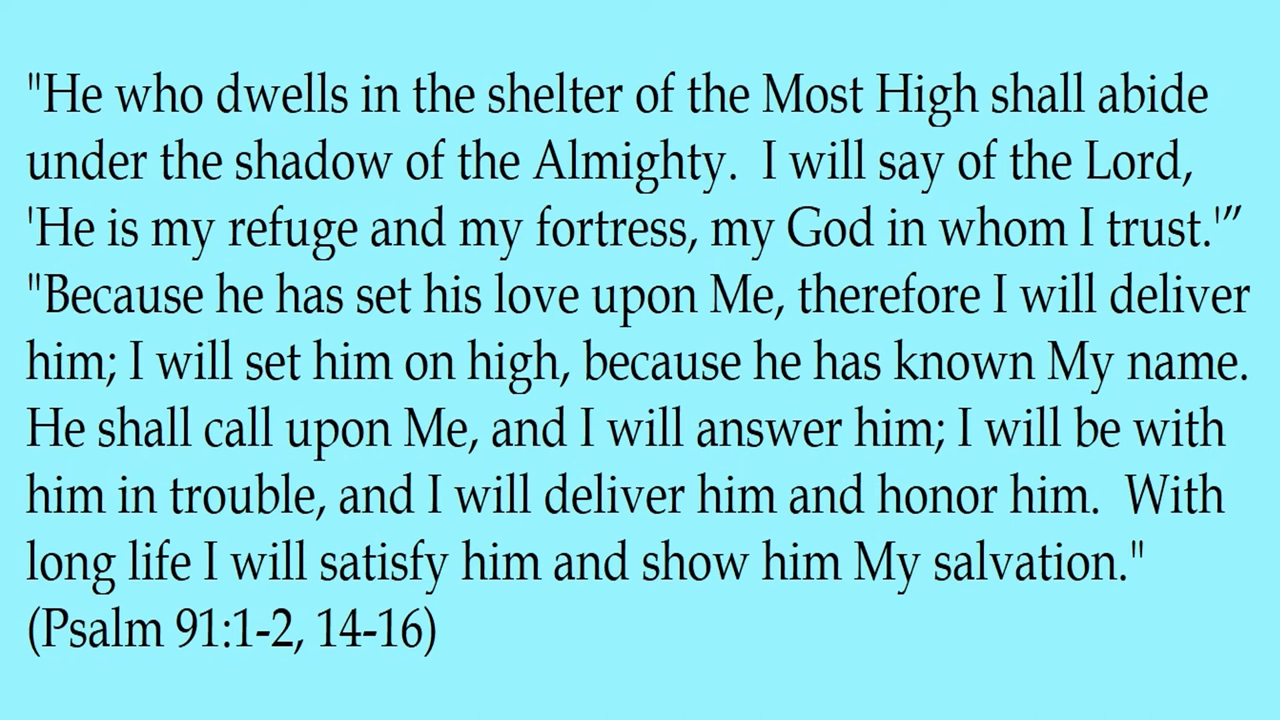 "He who dwells in the shelter of the Most High shall abide
under the shadow of the Almighty.  I will say of the Lord,
'He is my refuge and my fortress, my God in whom I trust.'”
"Because he has set his love upon Me, therefore I will deliver
him; I will set him on high, because he has known My name.
He shall call upon Me, and I will answer him; I will be with
him in trouble, and I will deliver him and honor him.  With
long life I will satisfy him and show him My salvation."
(Psalm 91:1-2, 14-16)